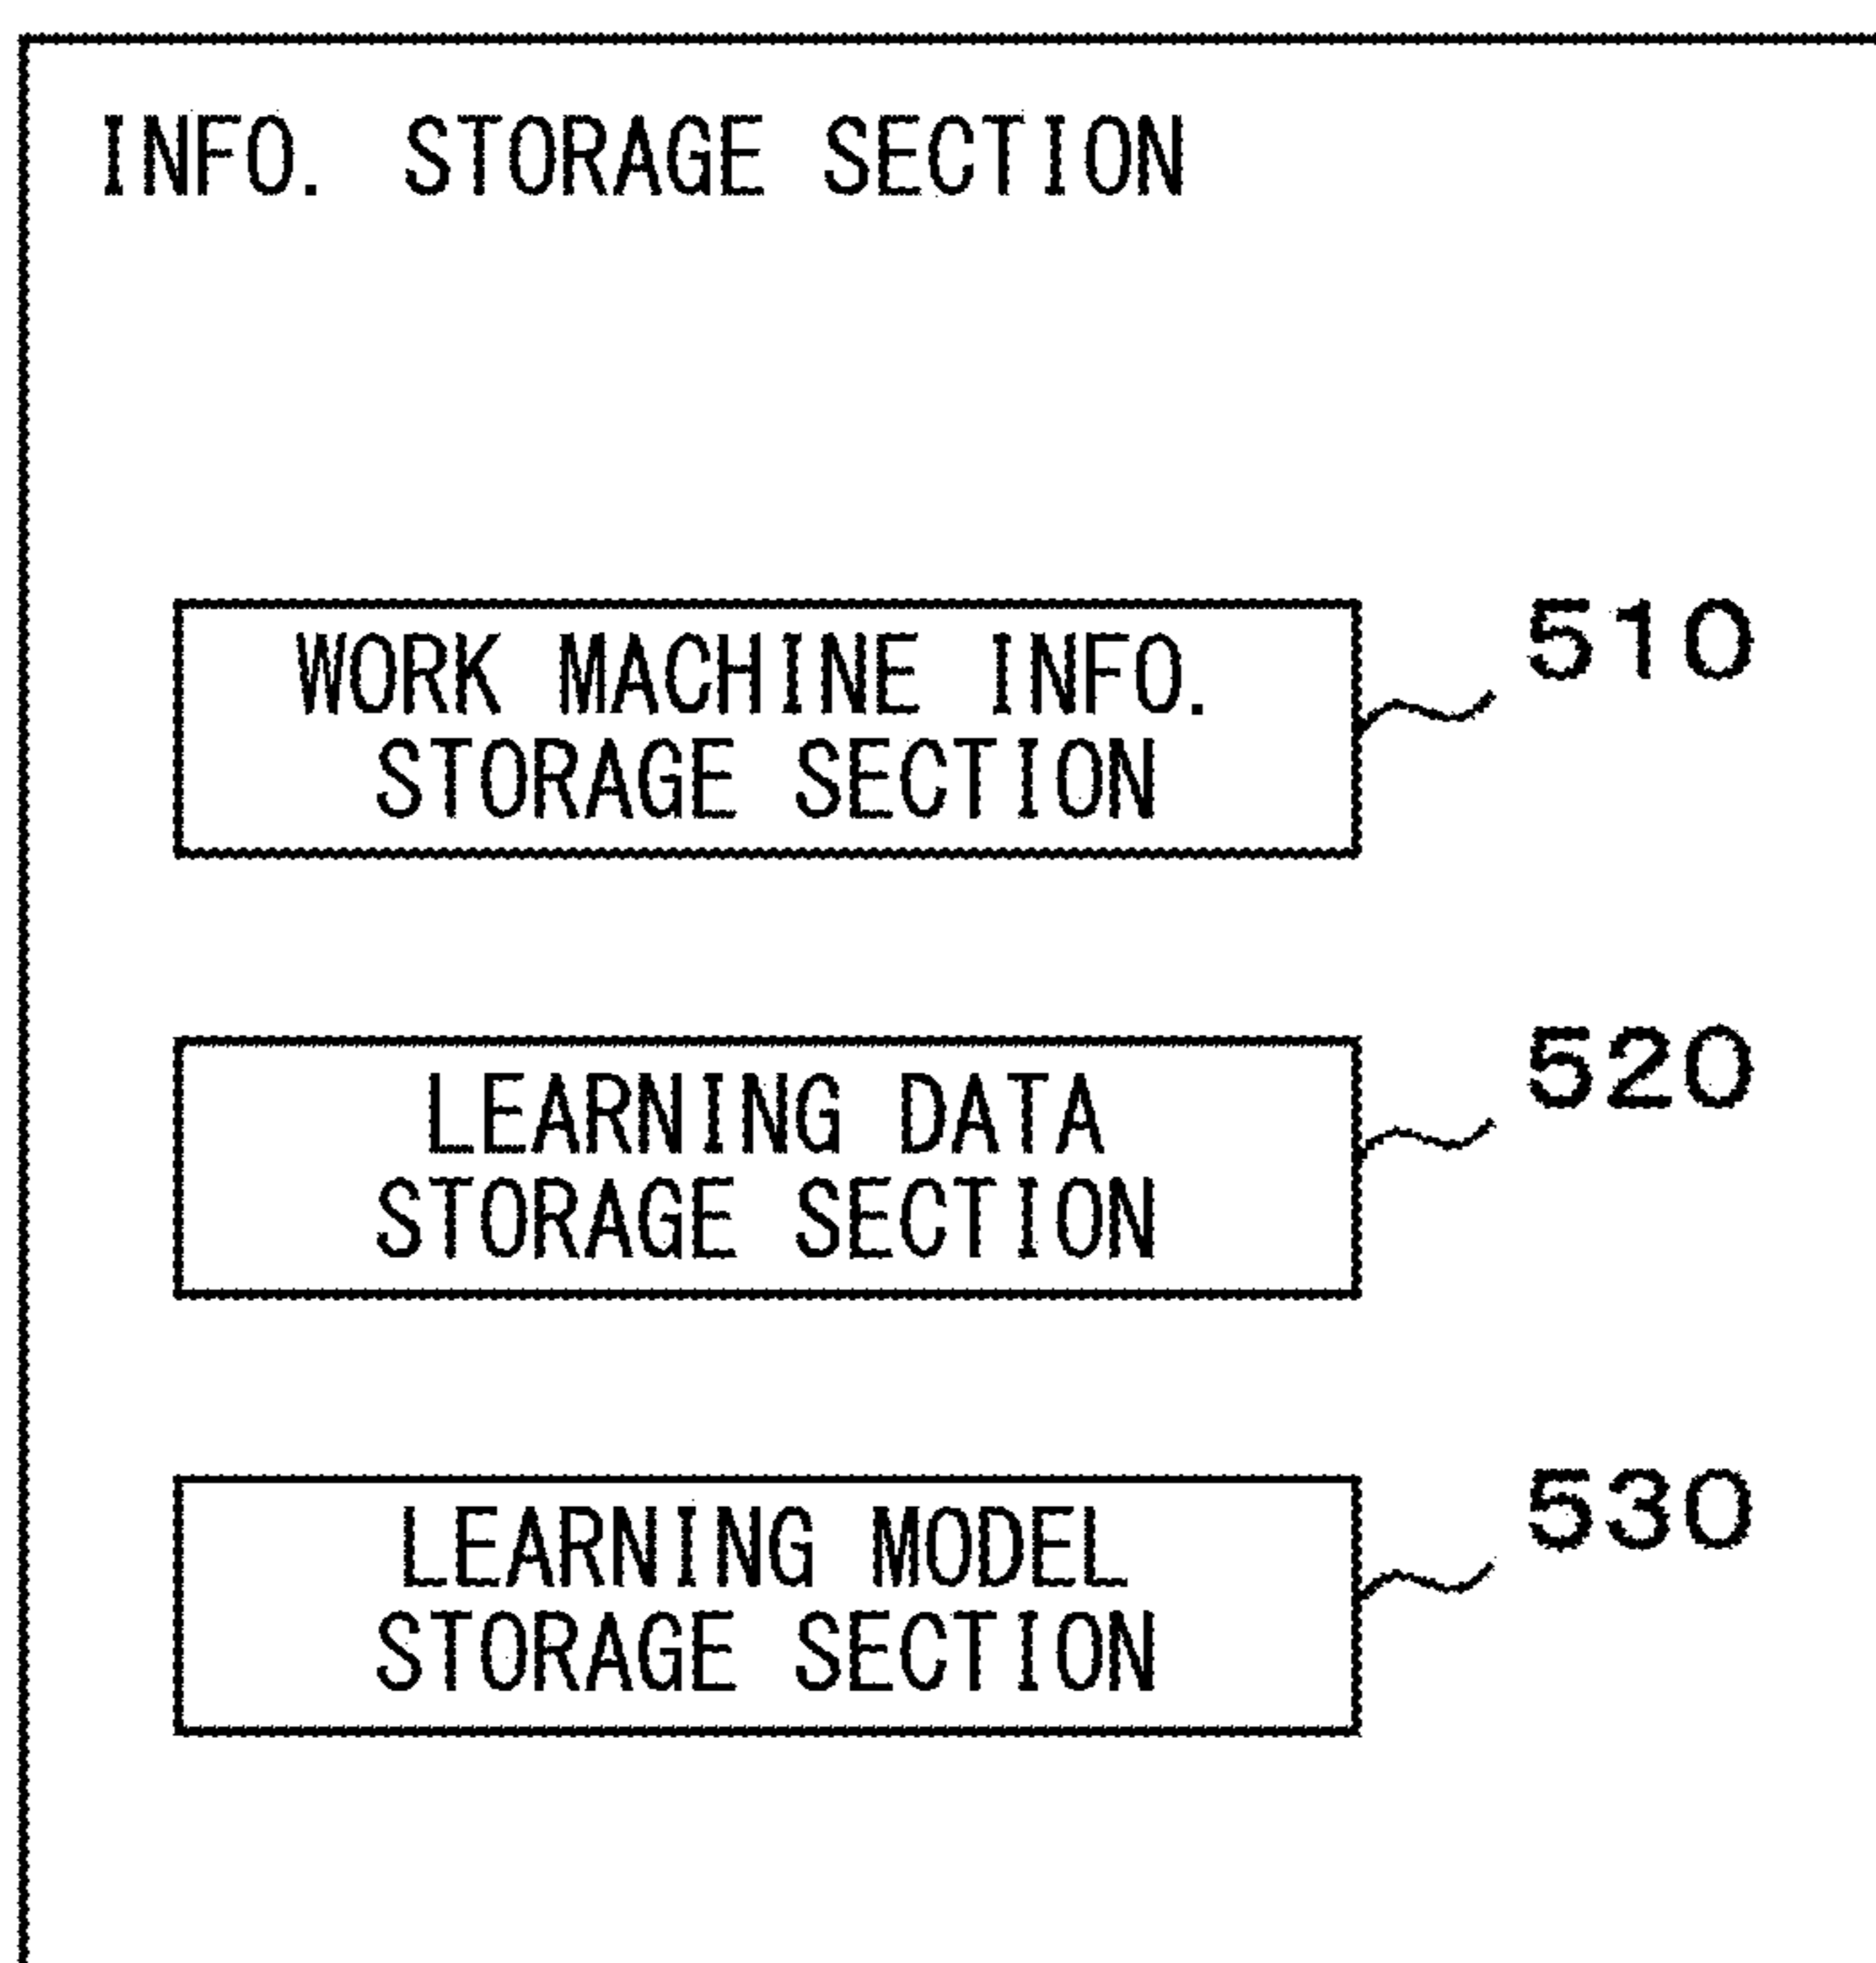 INFO. STORAGE SECTION
WORK MACHINE INFO.
STORAGE SECTION
510
LEARNING DATA
STORAGE SECTION
520
LEARNING MODEL
STORAGE SECTION
530